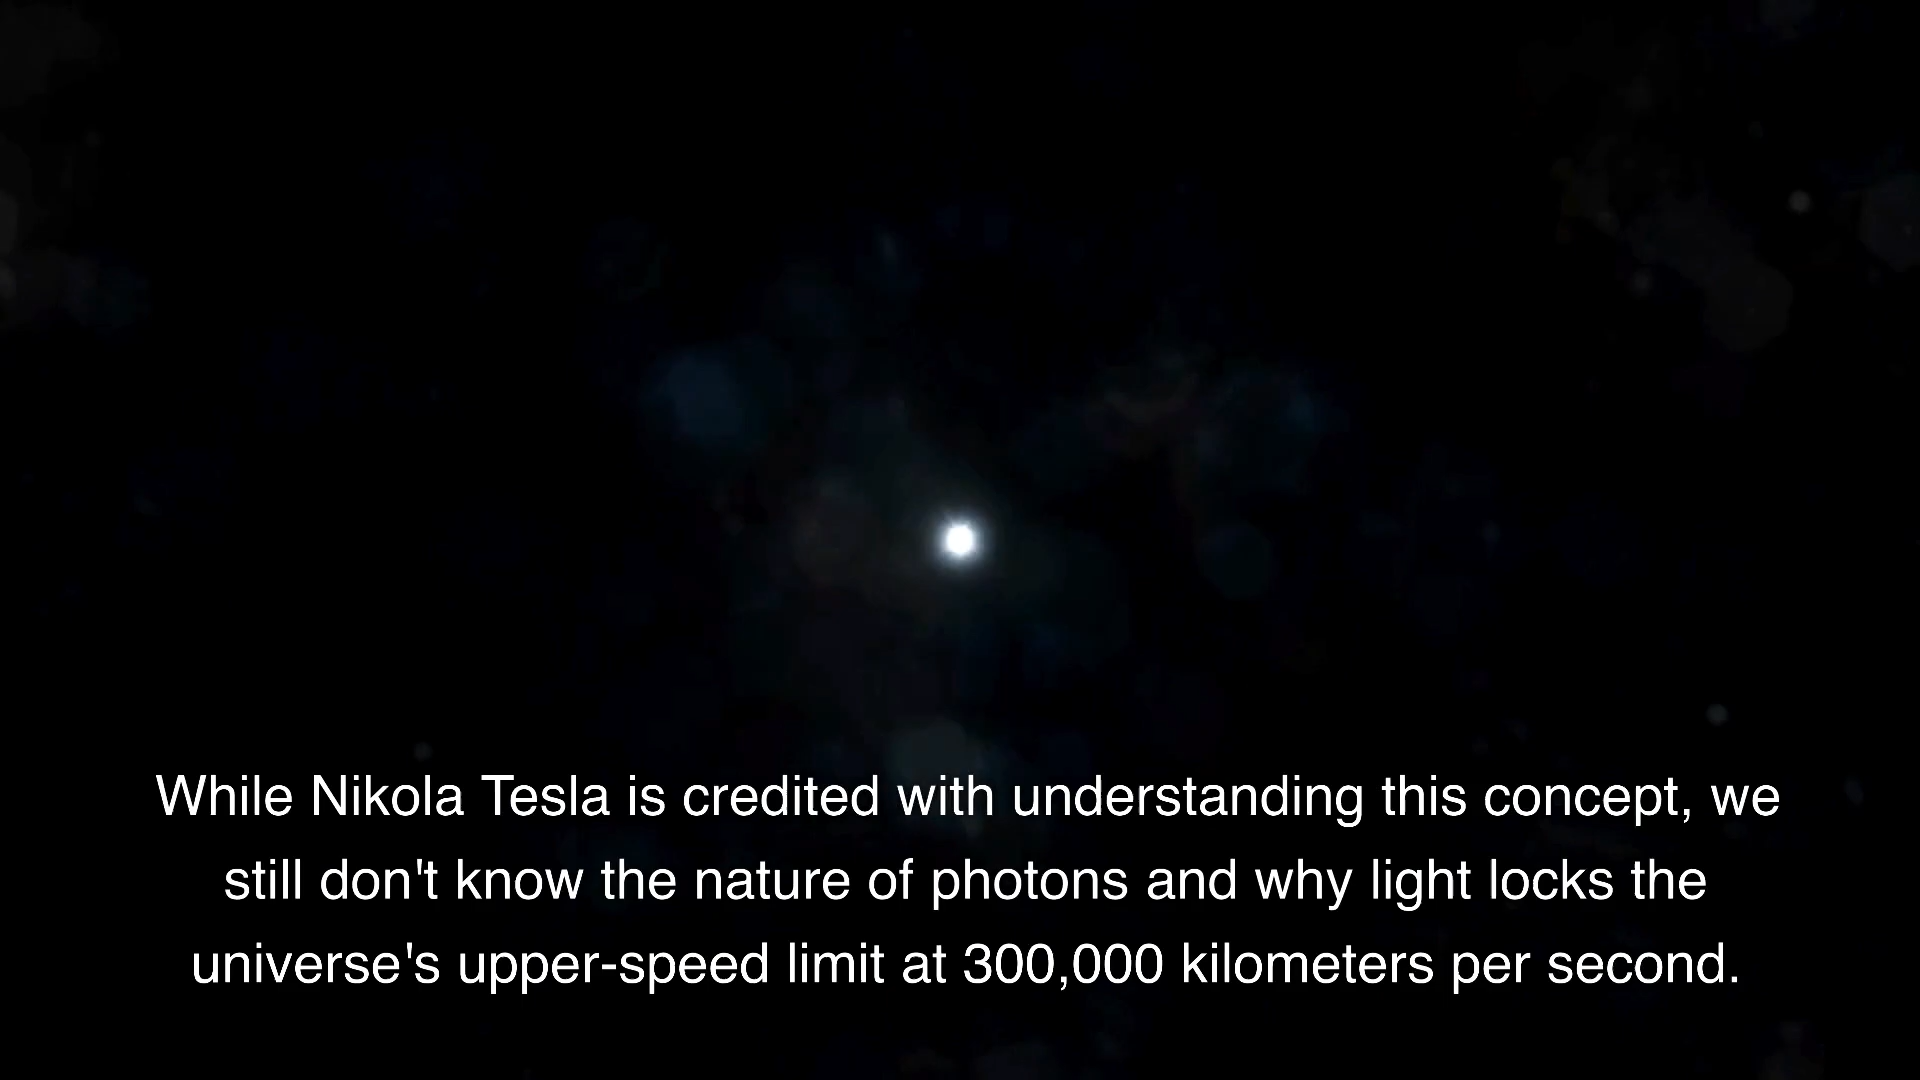 While Nikola Tesla is credited with understanding this concept, we
still don't know the nature of photons and why light locks the
universe's upper-speed limit at 300,000 kilometers per second.